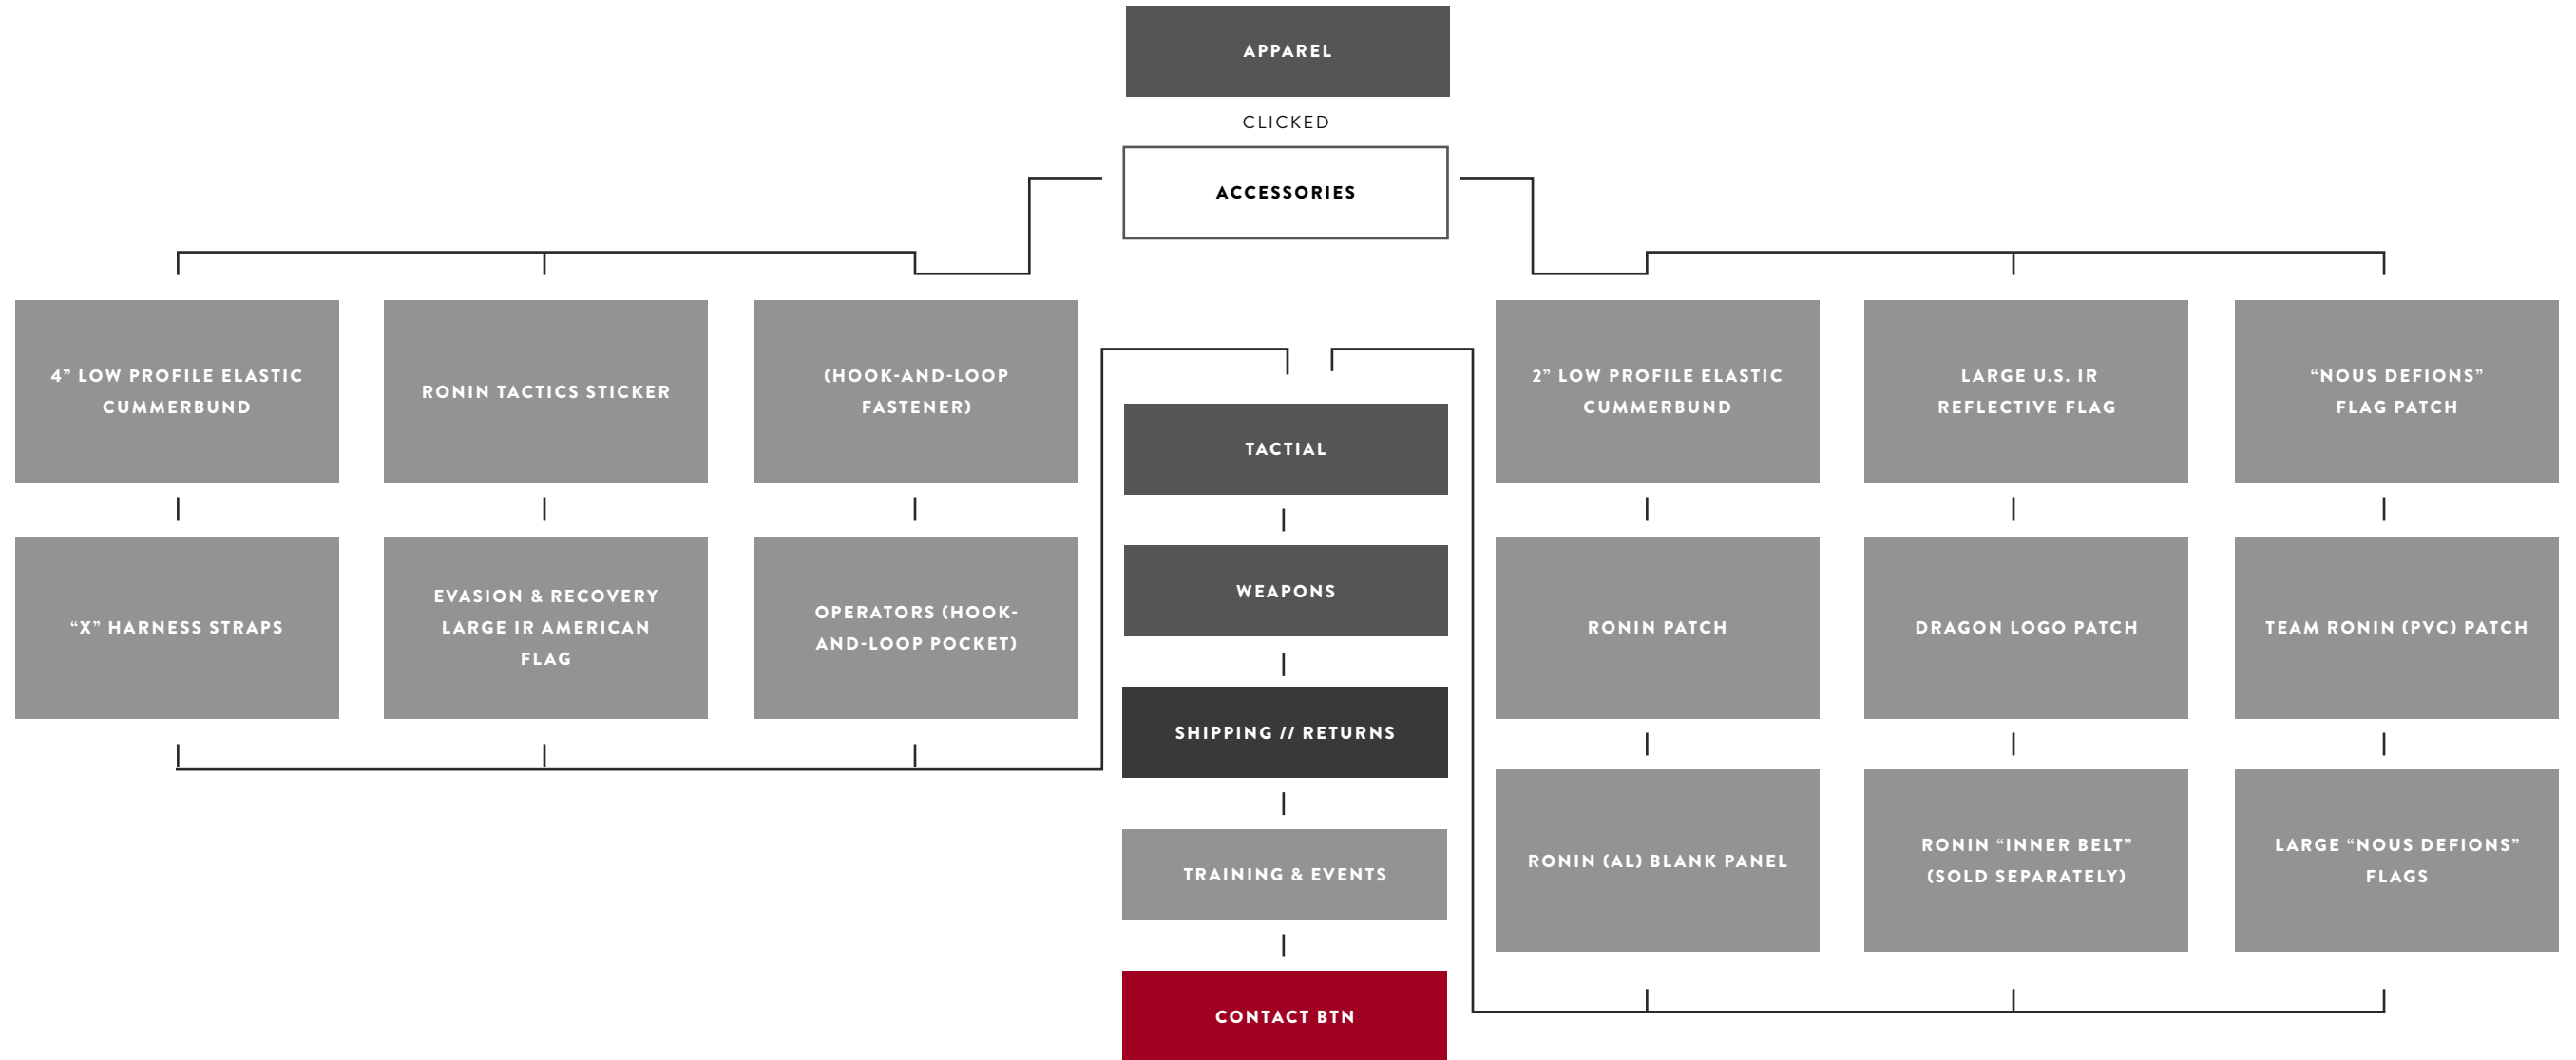 APPAREL
CLICKED
ACCESSORIES
4” LOW PROFILE ELASTIC
CUMMERBUND
RONIN TACTICS STICKER
(HOOK-AND-LOOP
FASTENER)
“X” HARNESS STRAPS
EVASION & RECOVERY
LARGE IR AMERICAN
FLAG
OPERATORS (HOOK-
AND-LOOP POCKET)
TACTIAL
WEAPONS
SHIPPING // RETURNS
TRAINING & EVENTS
CONTACT BTN
2” LOW PROFILE ELASTIC
CUMMERBUND
LARGE U.S. IR
REFLECTIVE FLAG
“NOUS DEFIONS”
FLAG PATCH
RONIN PATCH
DRAGON LOGO PATCH
TEAM RONIN (PVC) PATCH
RONIN (AL) BLANK PANEL
RONIN “INNER BELT”
(SOLD SEPARATELY)
LARGE “NOUS DEFIONS”
FLAGS